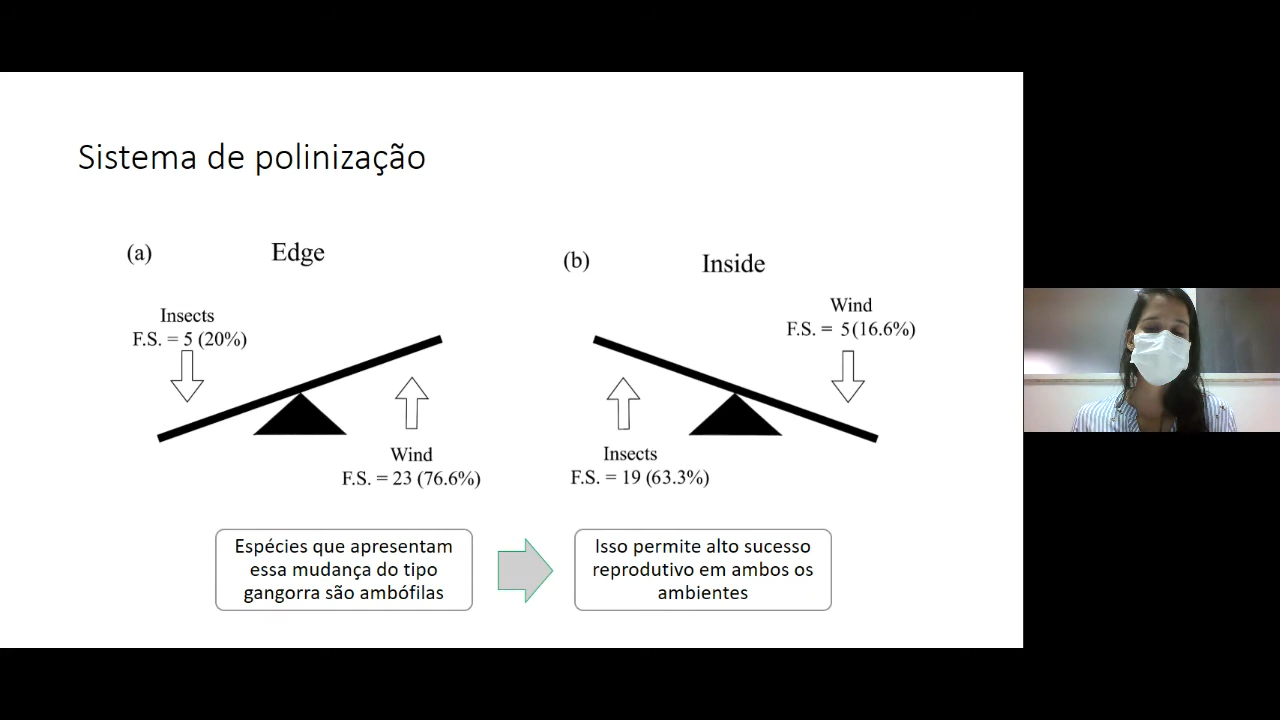 Sistema de polinização
(a)
Edge
Insects
F.S. = 5 (20%)
Wind
F.S. = 23 (76.6%)
(b)
Inside
Wind
F.S. = 5(16.6%)
Insects
F.S. = 19 (63.3%)
Espécies que apresentam
essa mudança do tipo
gangorra são ambófilas
Isso permite alto sucesso
reprodutivo em ambos os
ambientes